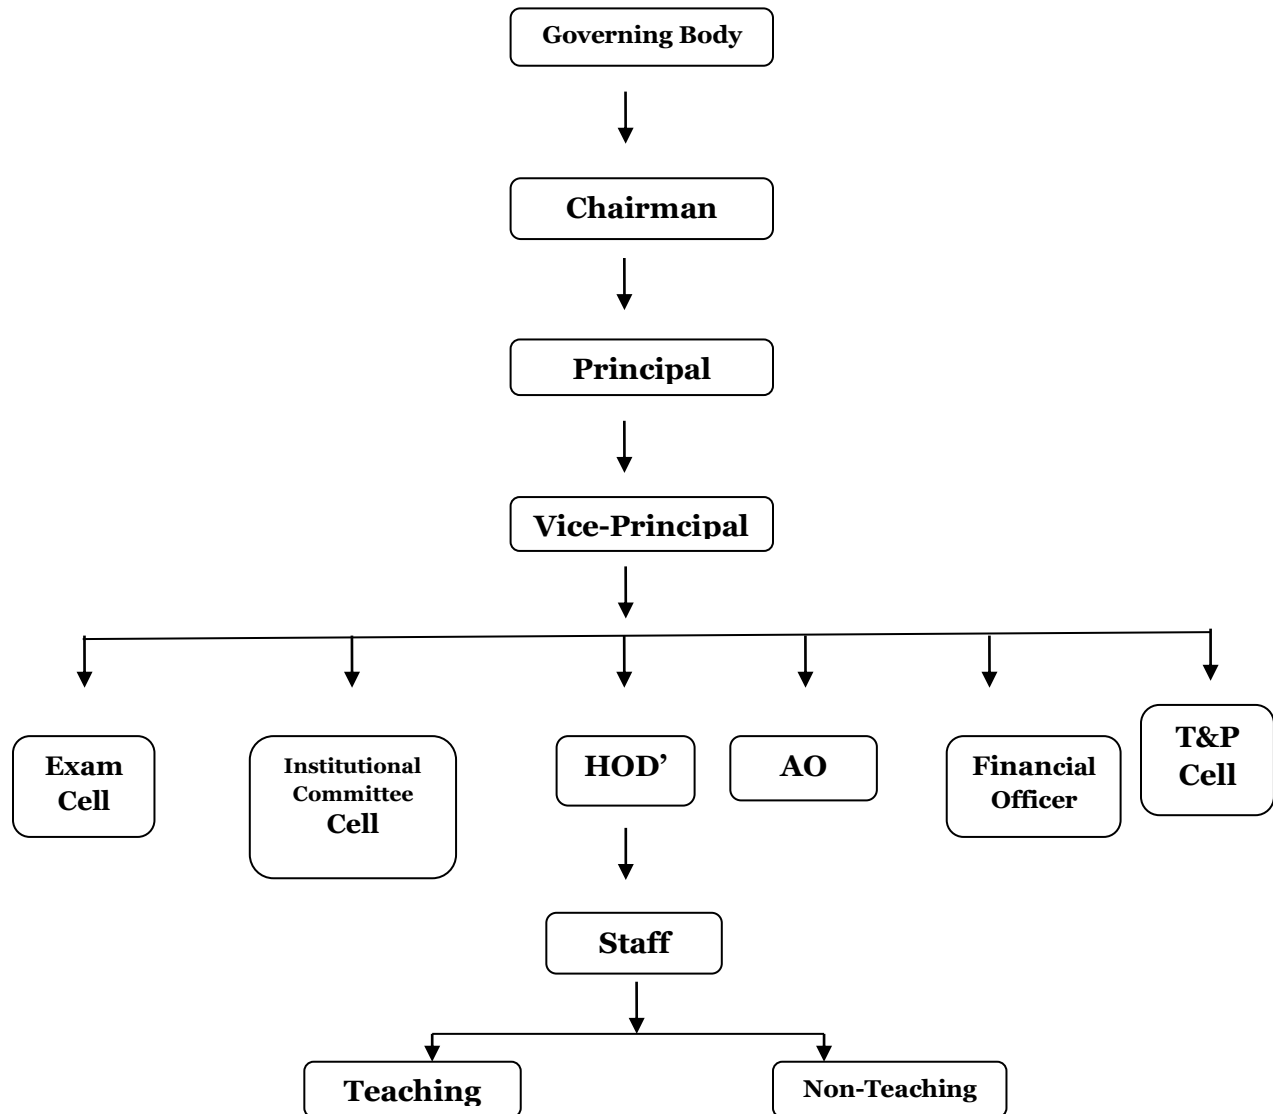 Governing Body
Chairman
Principal
Vice-Principal
Exam
Cell
Institutional
Committee
Cell
HOD’
AO
Financial
Officer
T&P
Cell
Staff
Teaching
Non-Teaching